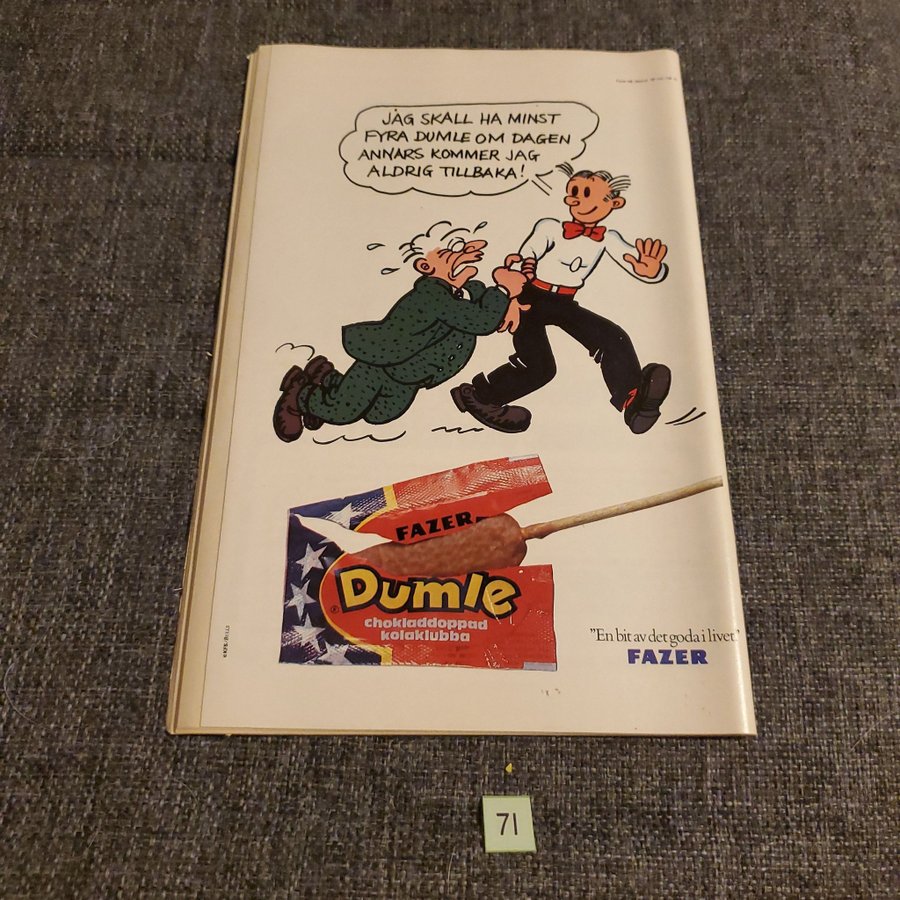 JAG SKALL HA MINST
FYRA DUMLE OM DAGEN
ANNARS KOMMER JAG
ALDRIG TILLBAKA!
FAZER
Dumle
®
chokladdoppad
kolaklubba
"En bit av det goda i livet."
FAZER
71